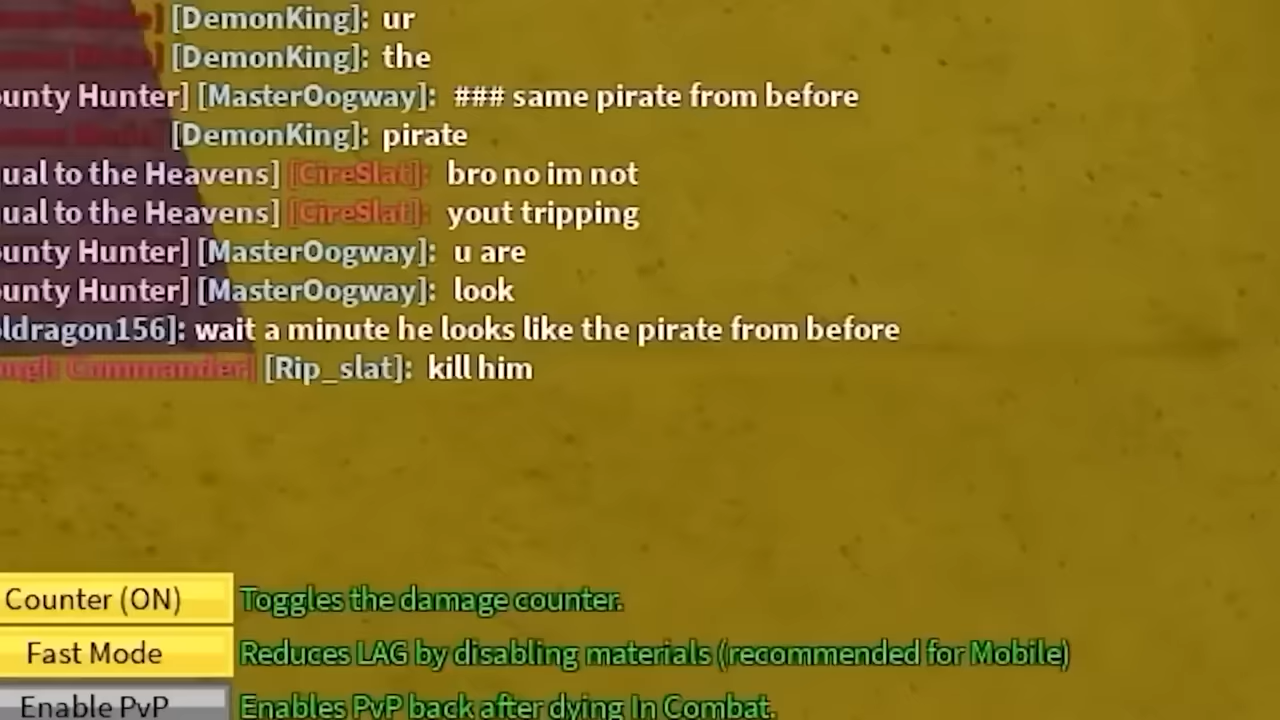 [DemonKing]: ur
[DemonKing]: the
ounty Hunter] [MasterOogway]: ### same pirate from before
[DemonKing]: pirate
ual to the Heavens] [CireSlat]: bro no im not
ual to the Heavens] [CireSlat]: yout tripping
ounty Hunter] [MasterOogway]: u are
ounty Hunter] [MasterOogway]: look
oldragon156]: wait a minute he looks like the pirate from before
Commander] [Rip_slat]: kill him
Counter (ON) Toggles the damage counter.
Fast Mode Reduces LAG by disabling materials (recommended for Mobile)
Enable PvP Enables PvP back after dying In Combat.